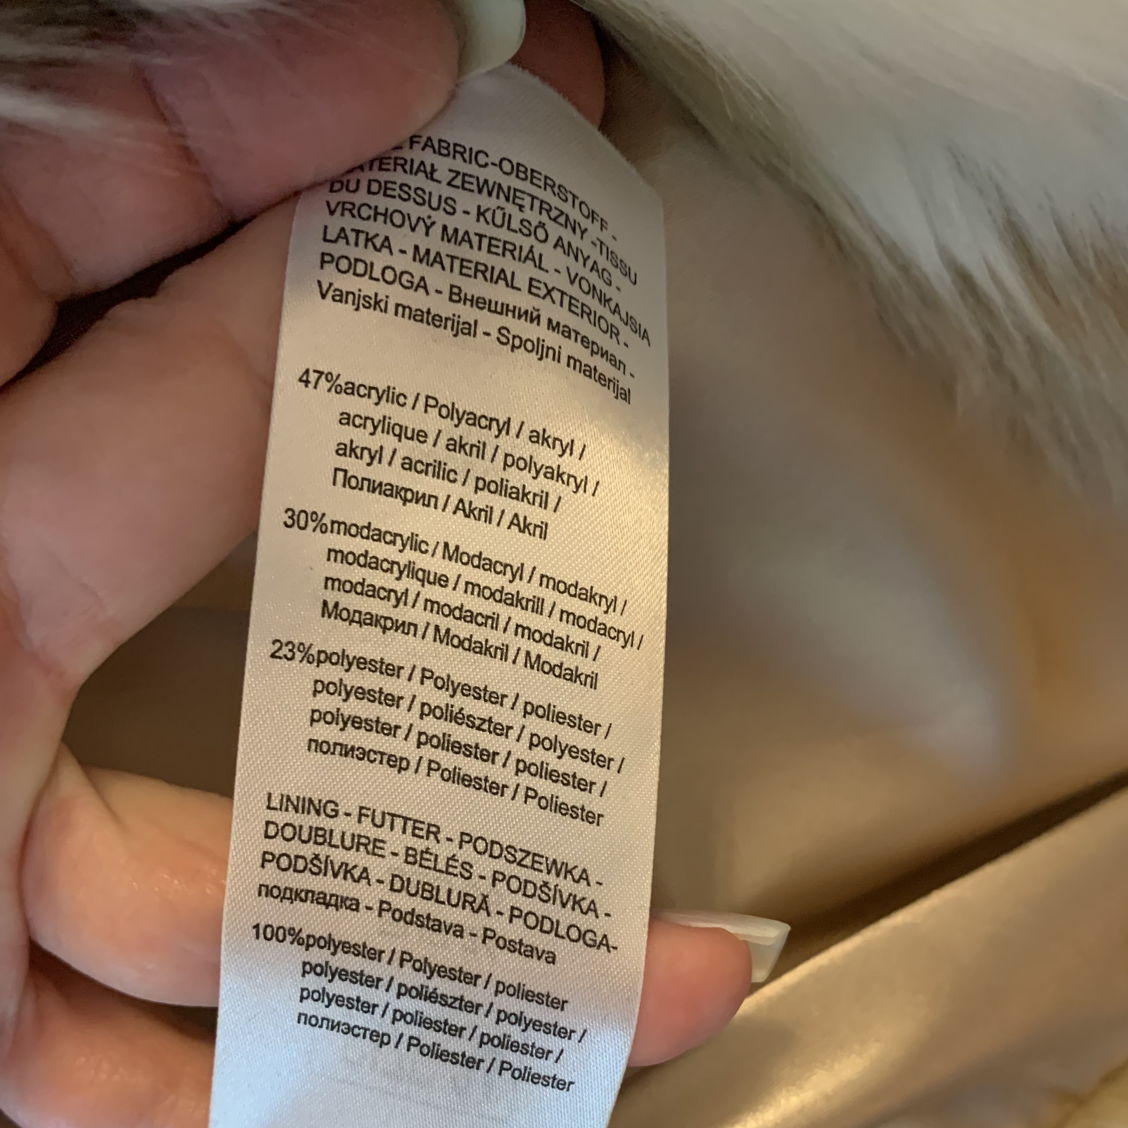 FABRIC-OBERSTOFF -
MATERIAŁ ZEWNĘTRZNY -TISSU
DU DESSUS - KŰLSŐ ANYAG -
VRCHOVÝ MATERIÁL - VONKAJSIA
LATKA - MATERIAL EXTERIOR -
PODLOGA - Внешний материал -
Vanjski materijal - Spoljni materijal
47%acrylic / Polyacryl / akryl /
acrylique / akril / polyakryl /
akryl / acrilic / poliakril /
Полиакрил / Akril / Akril
30%modacrylic / Modacryl / modakryl /
modacrylique / modakrill / modacryl /
modacryl / modacril / modakril /
Модакрил / Modakril / Modakril
23%polyester / Polyester / poliester /
polyester / poliészter / polyester /
polyester / poliester / poliester /
полиэстер / Poliester / Poliester
LINING - FUTTER - PODSZEWKA -
DOUBLURE - BÉLÉS - PODŠÍVKA -
PODŠÍVKA - DUBLURĂ - PODLOGA-
подкладка - Podstava - Postava
100%polyester / Polyester / poliester
polyester / poliészter / polyester /
polyester / poliester / poliester /
полиэстер / Poliester / Poliester